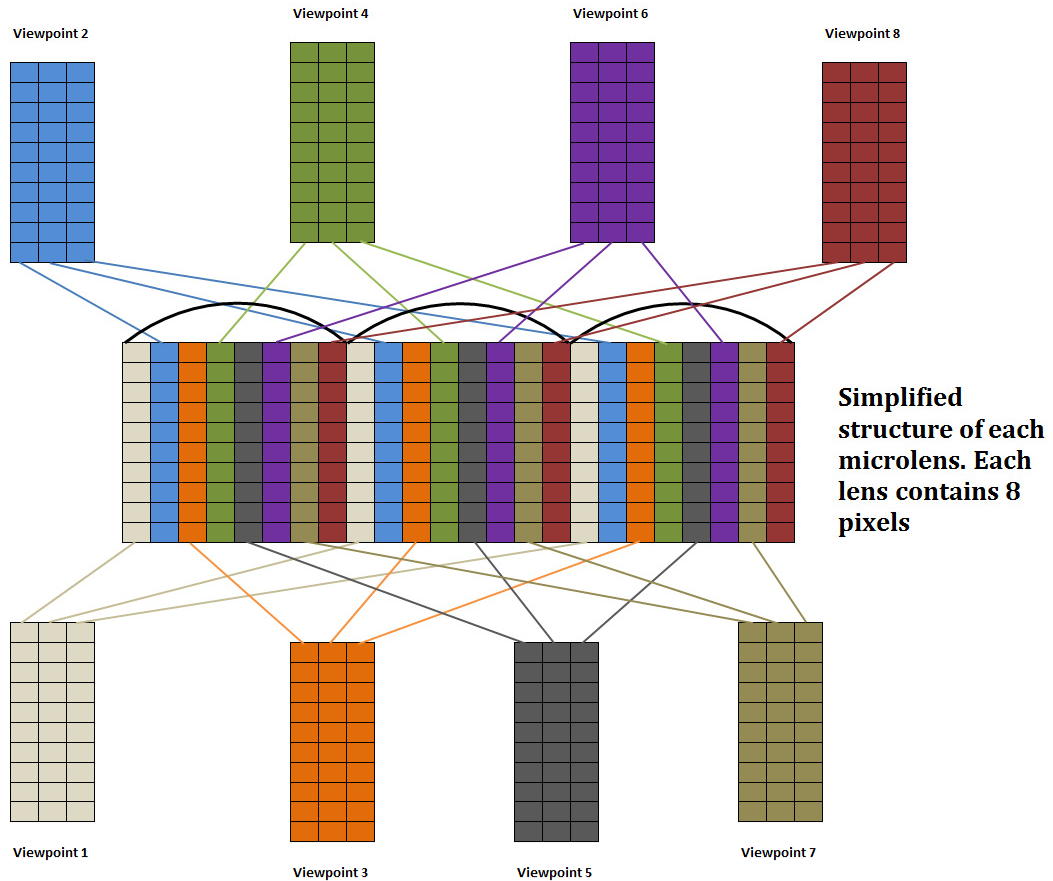 Viewpoint 4
Viewpoint 6
Viewpoint 2
Viewpoint 8
Simplified
structure of each
microlens. Each
lens contains 8
pixels
Viewpoint 1
Viewpoint 7
Viewpoint 3
Viewpoint 5